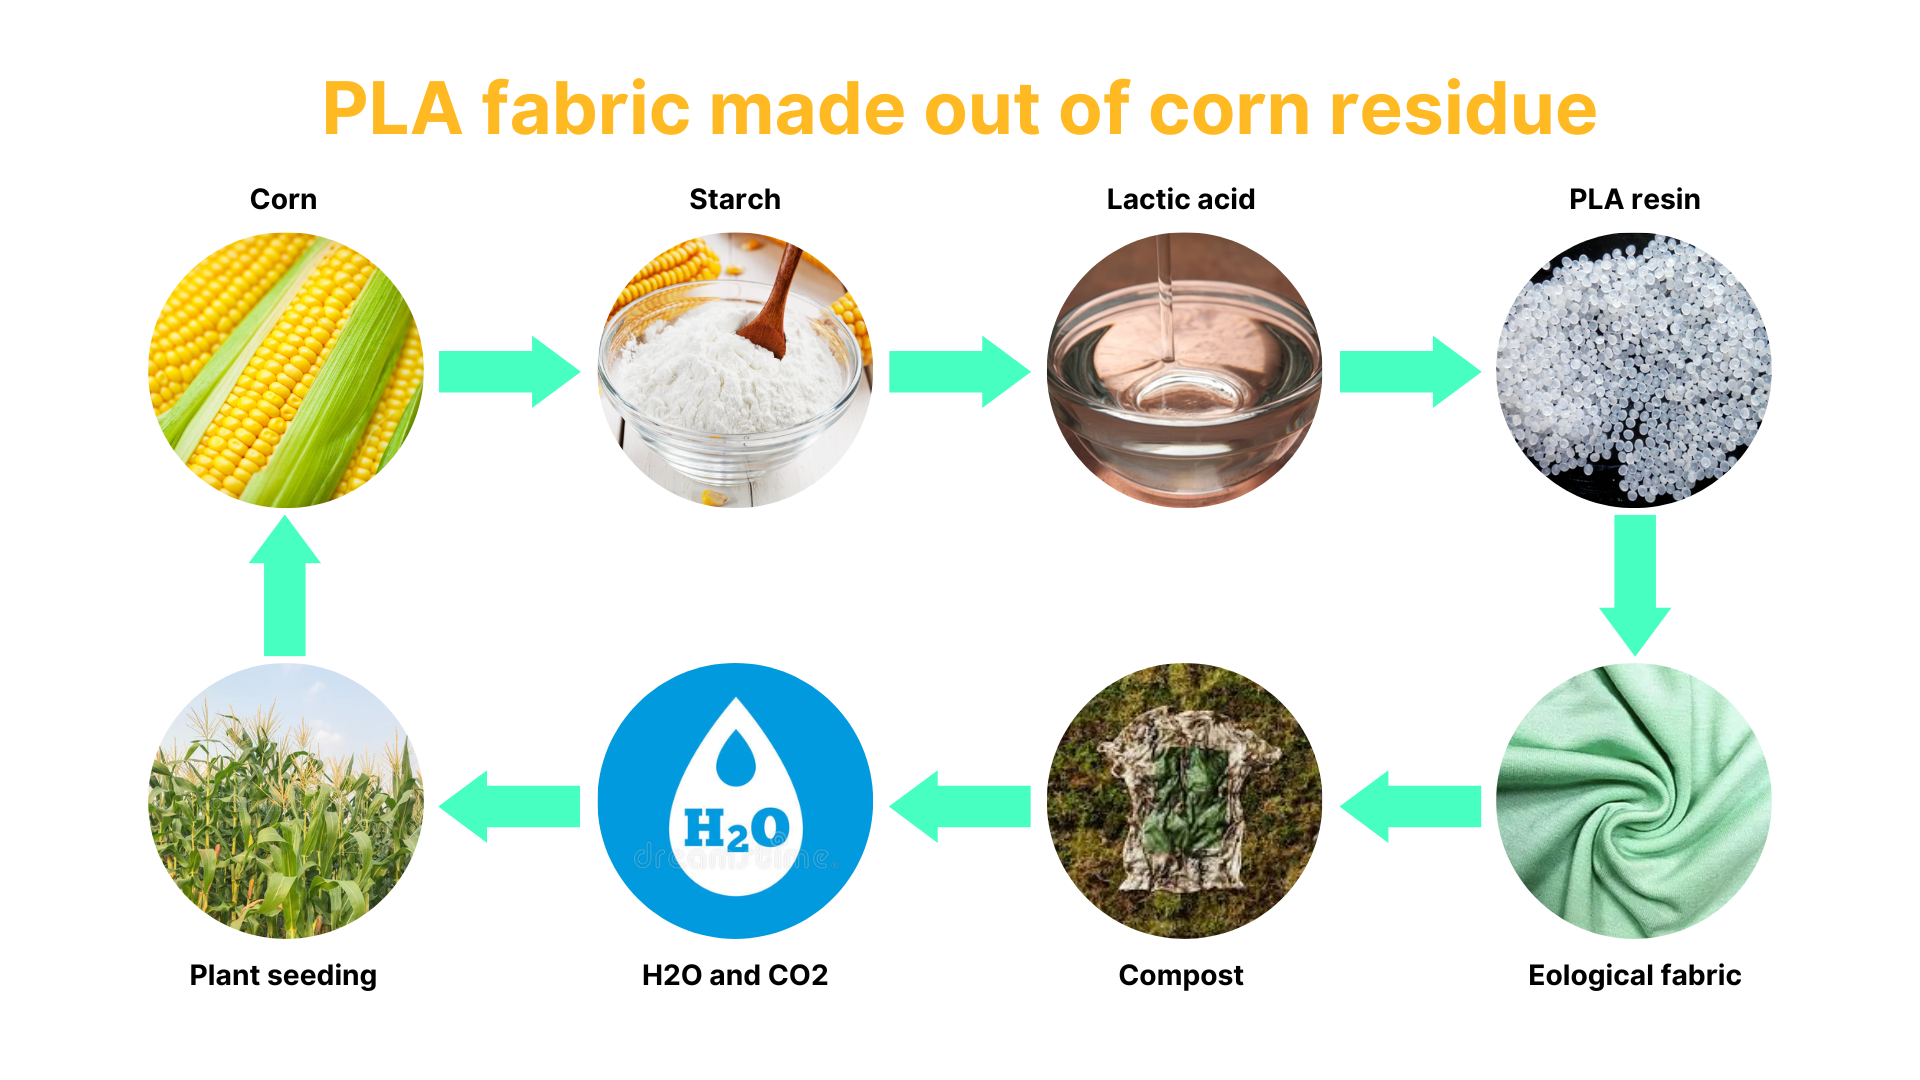 PLA fabric made out of corn residue
Corn
Starch
Lactic acid
PLA resin
H2O
dreamstime.
Plant seeding
H2O and CO2
Compost
Eological fabric